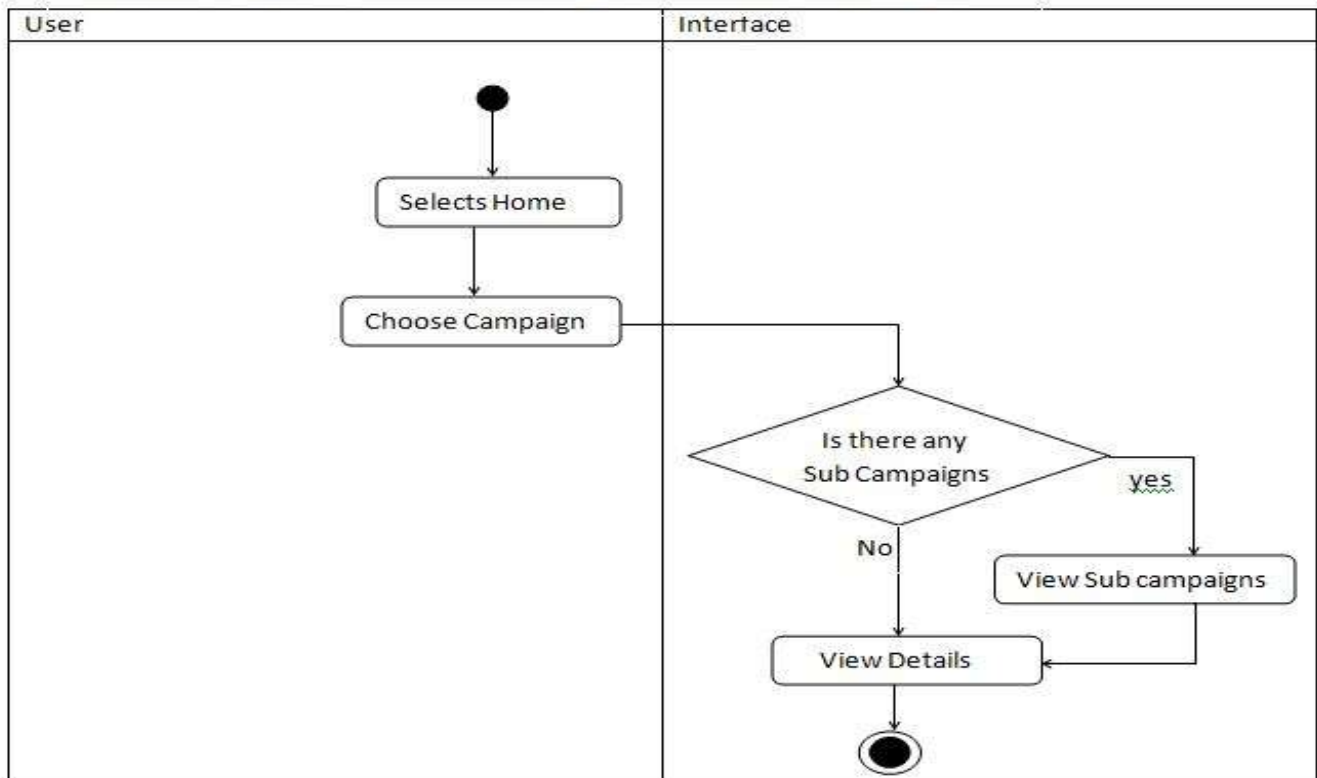 User
Interface
Selects Home
Choose Campaign
Is there any
Sub Campaigns
yes
No
View Sub campaigns
View Details